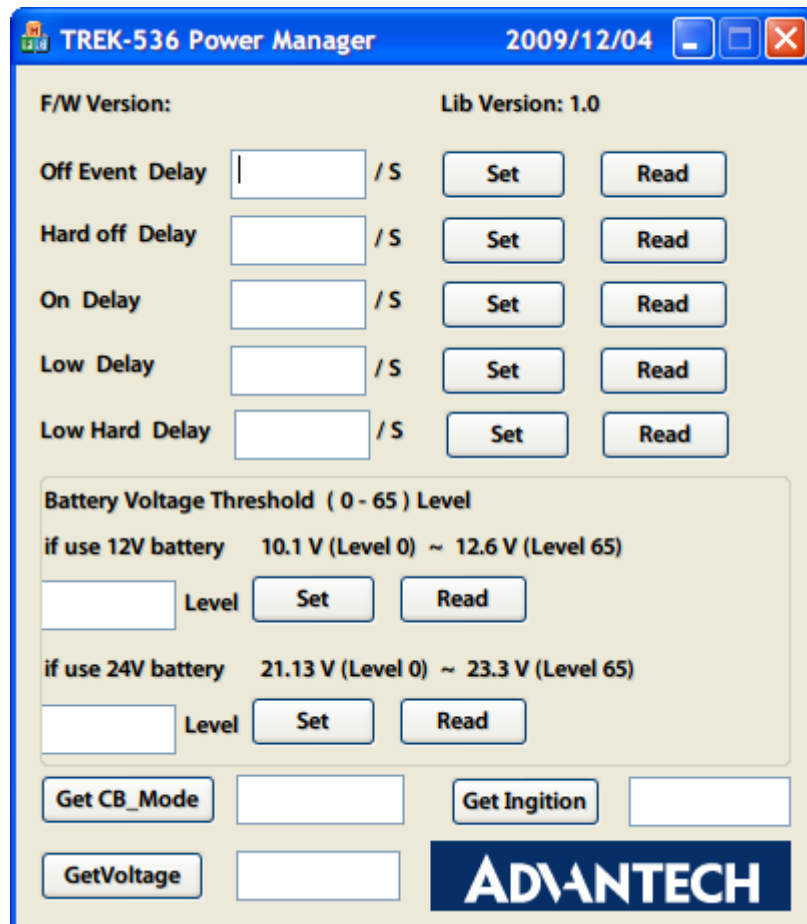 TREK-536 Power Manager 2009/12/04
F/W Version: Lib Version: 1.0
Off Event Delay / S Set Read
Hard off Delay / S Set Read
On Delay / S Set Read
Low Delay / S Set Read
Low Hard Delay / S Set Read
Battery Voltage Threshold ( 0 - 65 ) Level
if use 12V battery 10.1 V (Level 0) ~ 12.6 V (Level 65)
Level Set Read
if use 24V battery 21.13 V (Level 0) ~ 23.3 V (Level 65)
Level Set Read
Get CB_Mode Get Ingition
GetVoltage ADVANTECH